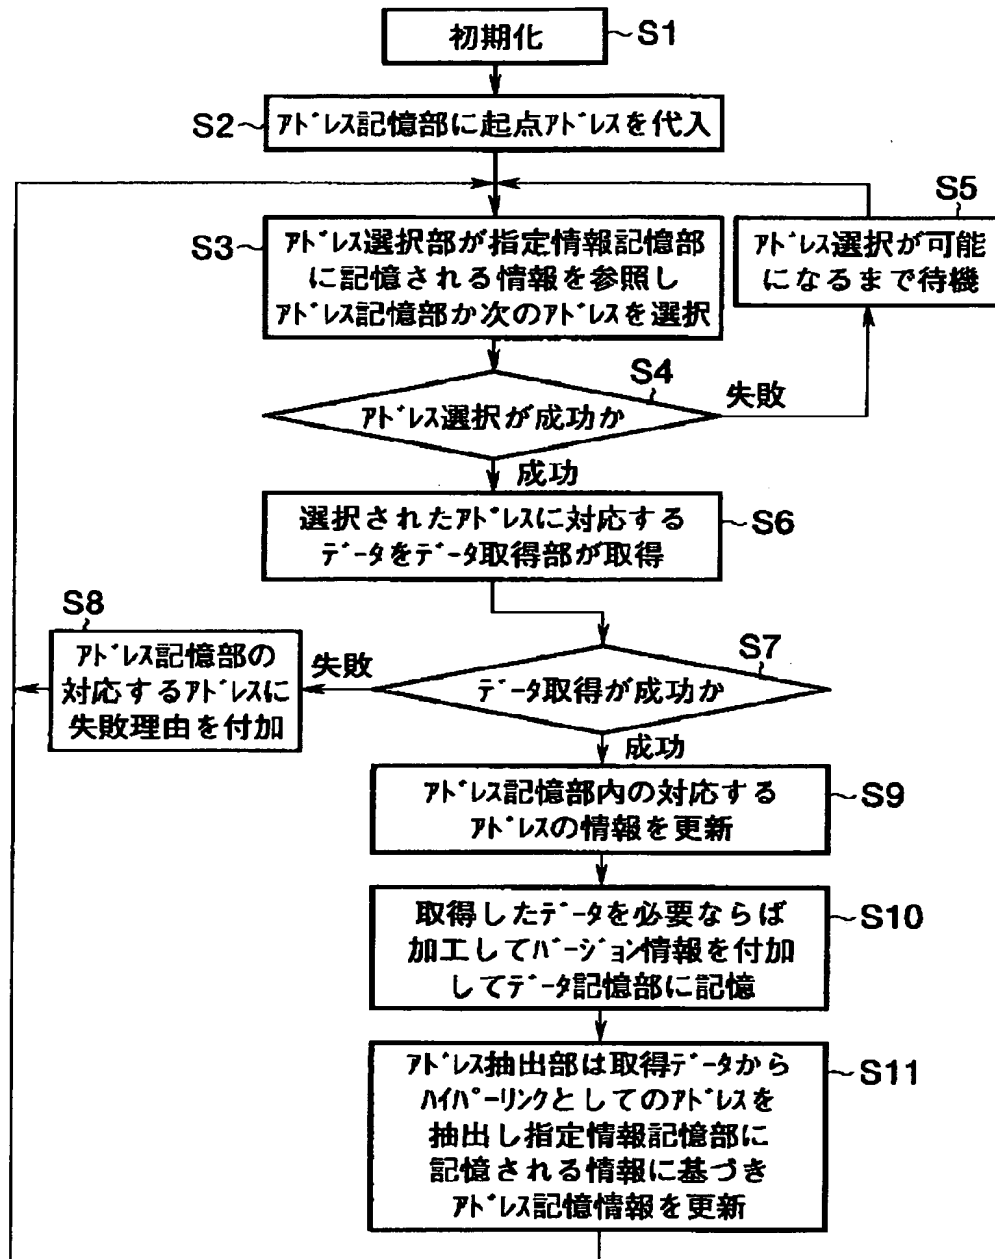 初期化
S1
S2
ｱﾄﾞﾚｽ記憶部に起点ｱﾄﾞﾚｽを代入
S5
S3
ｱﾄﾞﾚｽ選択部が指定情報記憶部
に記憶される情報を参照し
ｱﾄﾞﾚｽ記憶部か次のｱﾄﾞﾚｽを選択
ｱﾄﾞﾚｽ選択が可能
になるまで待機
S4
失敗
ｱﾄﾞﾚｽ選択が成功か
成功
選択されたｱﾄﾞﾚｽに対応する
ﾃﾞｰﾀをﾃﾞｰﾀ取得部が取得
S6
S8
ｱﾄﾞﾚｽ記憶部の
対応するｱﾄﾞﾚｽに
失敗理由を付加
失敗
S7
ﾃﾞｰﾀ取得が成功か
成功
ｱﾄﾞﾚｽ記憶部内の対応する
ｱﾄﾞﾚｽの情報を更新
S9
取得したﾃﾞｰﾀを必要ならば
加工してﾊﾞｰｼﾞｮﾝ情報を付加
してﾃﾞｰﾀ記憶部に記憶
S10
ｱﾄﾞﾚｽ抽出部は取得ﾃﾞｰﾀから
ﾊｲﾊﾟｰﾘﾝｸとしてのｱﾄﾞﾚｽを
抽出し指定情報記憶部に
記憶される情報に基づき
ｱﾄﾞﾚｽ記憶情報を更新
S11